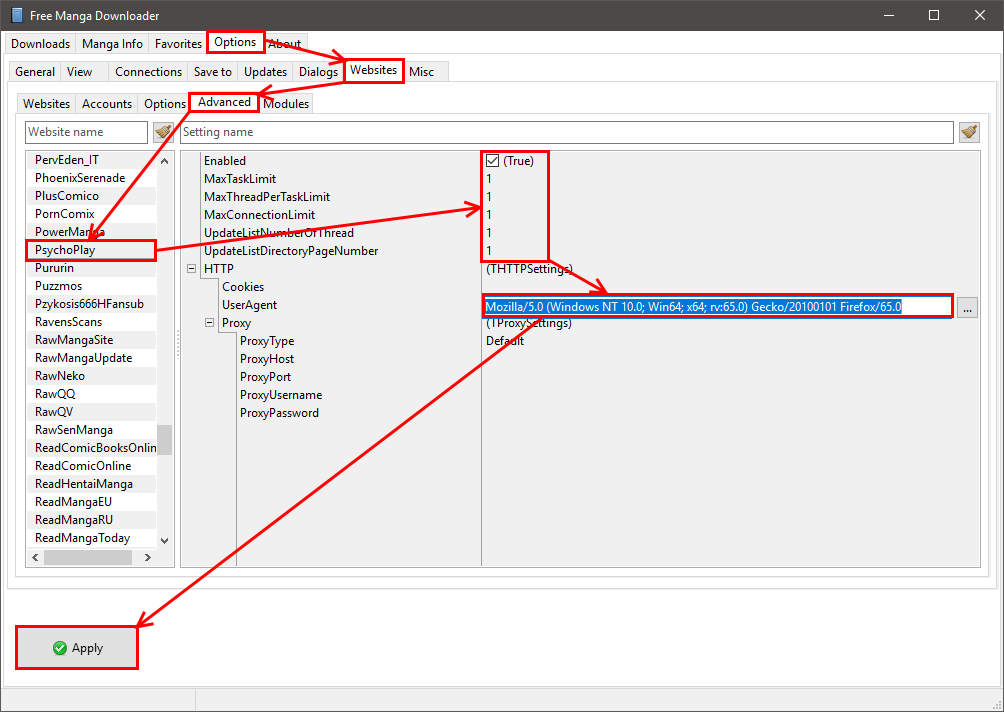 Free Manga Downloader
Downloads Manga Info Favorites Options About
General View Connections Save to Updates Dialogs Websites Misc
Websites Accounts Options Advanced Modules
Website name
Setting name
PervEden_IT
PhoenixSerenade
PlusComico
PornComix
PowerManga
PsychoPlay
Pururin
Puzzmos
Pzykosis666HFansub
RavensScans
RawMangaSite
RawMangaUpdate
RawNeko
RawQQ
RawQV
RawSenManga
ReadComicBooksOnlin
ReadComicOnline
ReadHentaiManga
ReadMangaEU
ReadMangaRU
ReadMangaToday
Enabled (True)
MaxTaskLimit 1
MaxThreadPerTaskLimit 1
MaxConnectionLimit 1
UpdateListNumberOfThread 1
UpdateListDirectoryPageNumber 1
HTTP (THTTPSettings)
Cookies
UserAgent Mozilla/5.0 (Windows NT 10.0; Win64; x64; rv:65.0) Gecko/20100101 Firefox/65.0 ...
Proxy (TProxySettings)
ProxyType Default
ProxyHost
ProxyPort
ProxyUsername
ProxyPassword
Apply